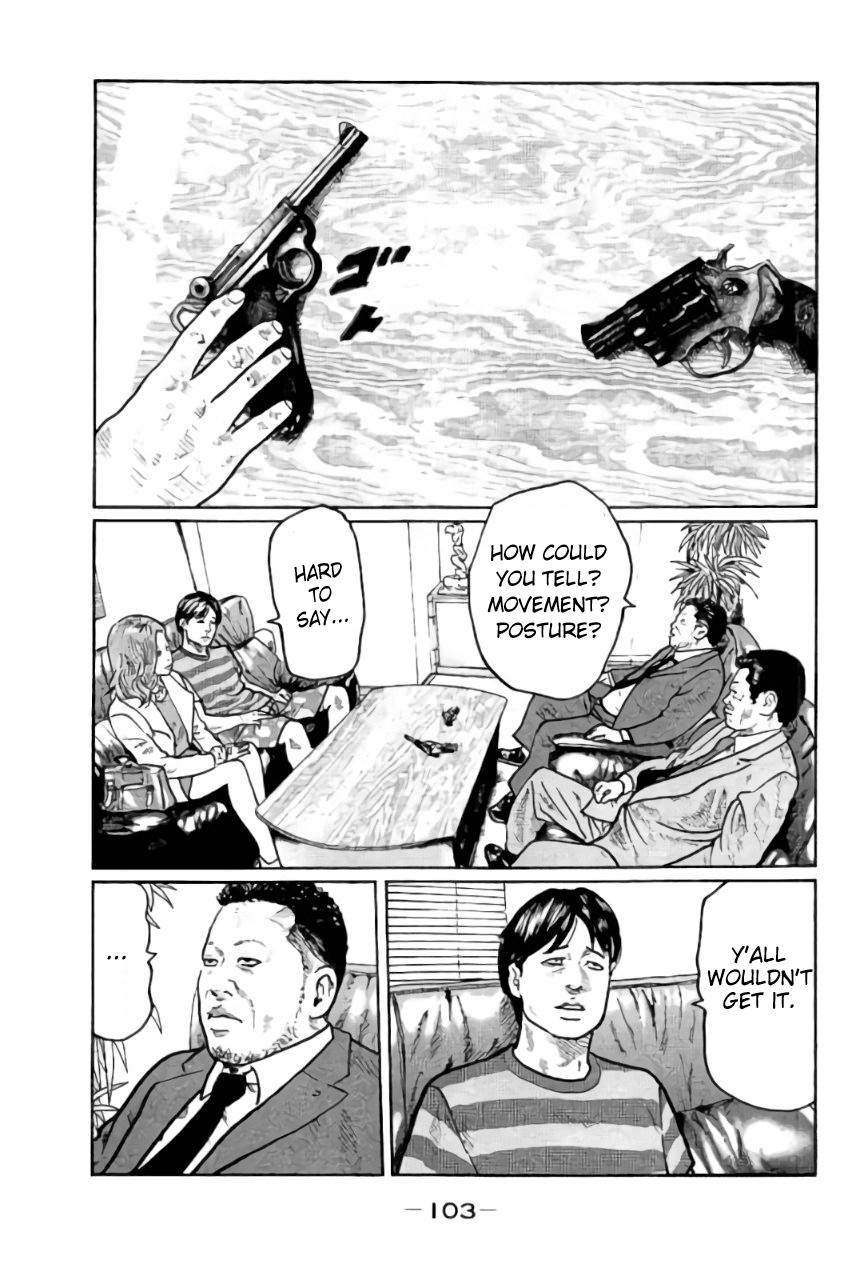 ゴト
HOW COULD
YOU TELL?
MOVEMENT?
POSTURE?
HARD
TO
SAY...
Y'ALL
WOULDN'T
GET IT.
...
-103-